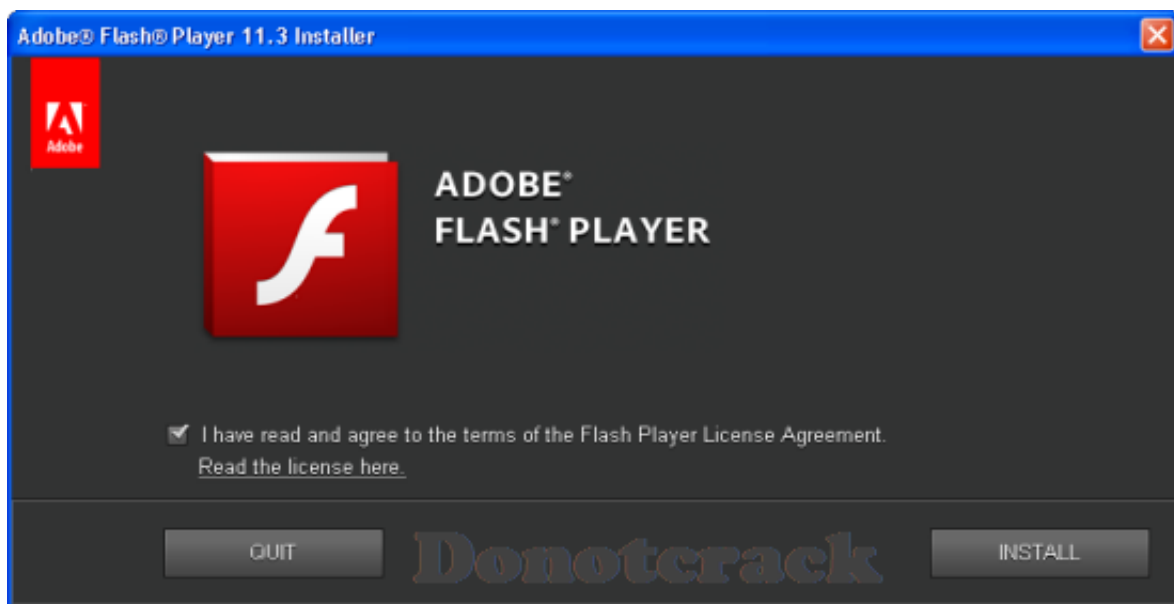 Adobe® Flash® Player 11.3 Installer
Adobe
ADOBE®
FLASH® PLAYER
I have read and agree to the terms of the Flash Player License Agreement.
Read the license here.
QUIT
Donotcrack
INSTALL